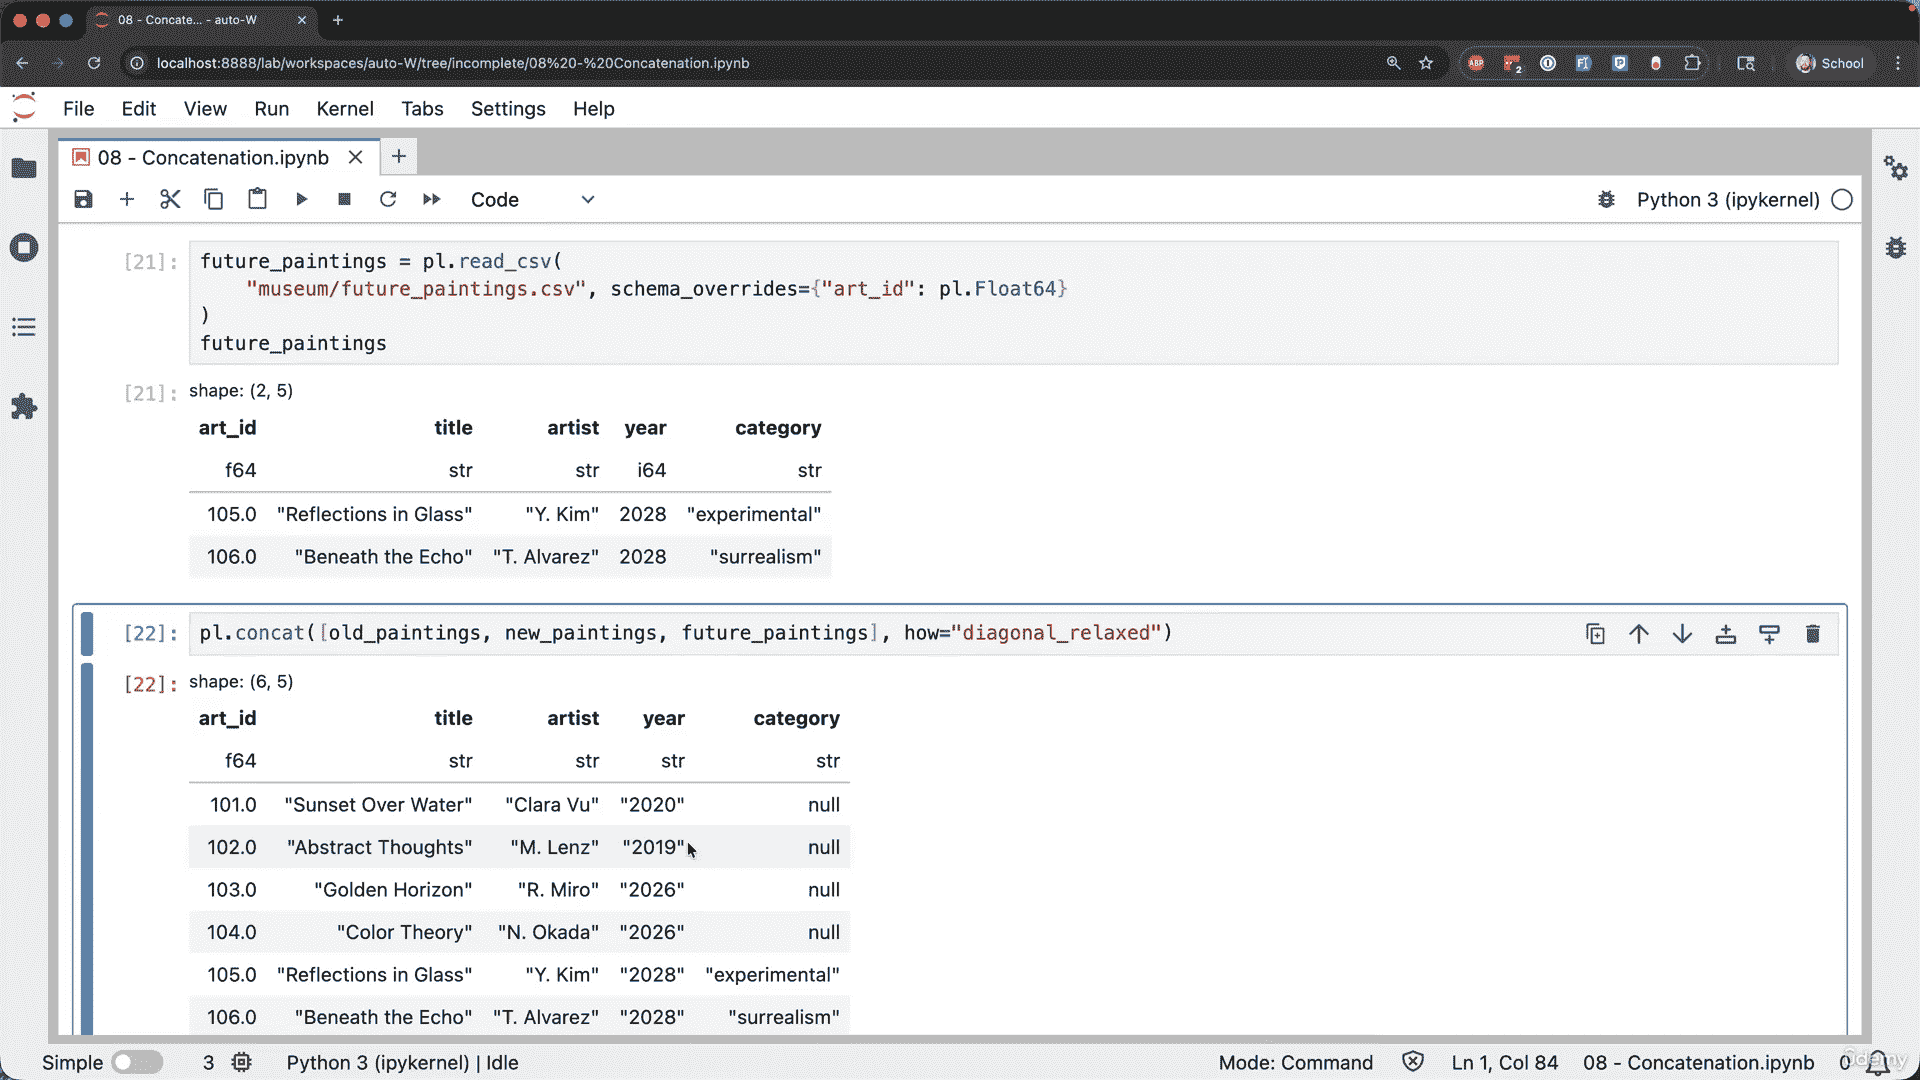 08 - Concate... - auto-W
localhost:8888/lab/workspaces/auto-W/tree/incomplete/08%20-%20Concatenation.ipynb
ABP
2
School
File Edit View Run Kernel Tabs Settings Help
08 - Concatenation.ipynb
Code
Python 3 (ipykernel)
[21]: future_paintings = pl.read_csv(
"museum/future_paintings.csv", schema_overrides={"art_id": pl.Float64}
)
future_paintings
[21]: shape: (2, 5)
art_id title artist year category
f64 str str i64 str
105.0 "Reflections in Glass" "Y. Kim" 2028 "experimental"
106.0 "Beneath the Echo" "T. Alvarez" 2028 "surrealism"
[22]: pl.concat([old_paintings, new_paintings, future_paintings], how="diagonal_relaxed")
[22]: shape: (6, 5)
art_id title artist year category
f64 str str str str
101.0 "Sunset Over Water" "Clara Vu" "2020" null
102.0 "Abstract Thoughts" "M. Lenz" "2019" null
103.0 "Golden Horizon" "R. Miro" "2026" null
104.0 "Color Theory" "N. Okada" "2026" null
105.0 "Reflections in Glass" "Y. Kim" "2028" "experimental"
106.0 "Beneath the Echo" "T. Alvarez" "2028" "surrealism"
Simple 3 Python 3 (ipykernel) | Idle Mode: Command Ln 1, Col 84 08 - Concatenation.ipynb 0
udemy